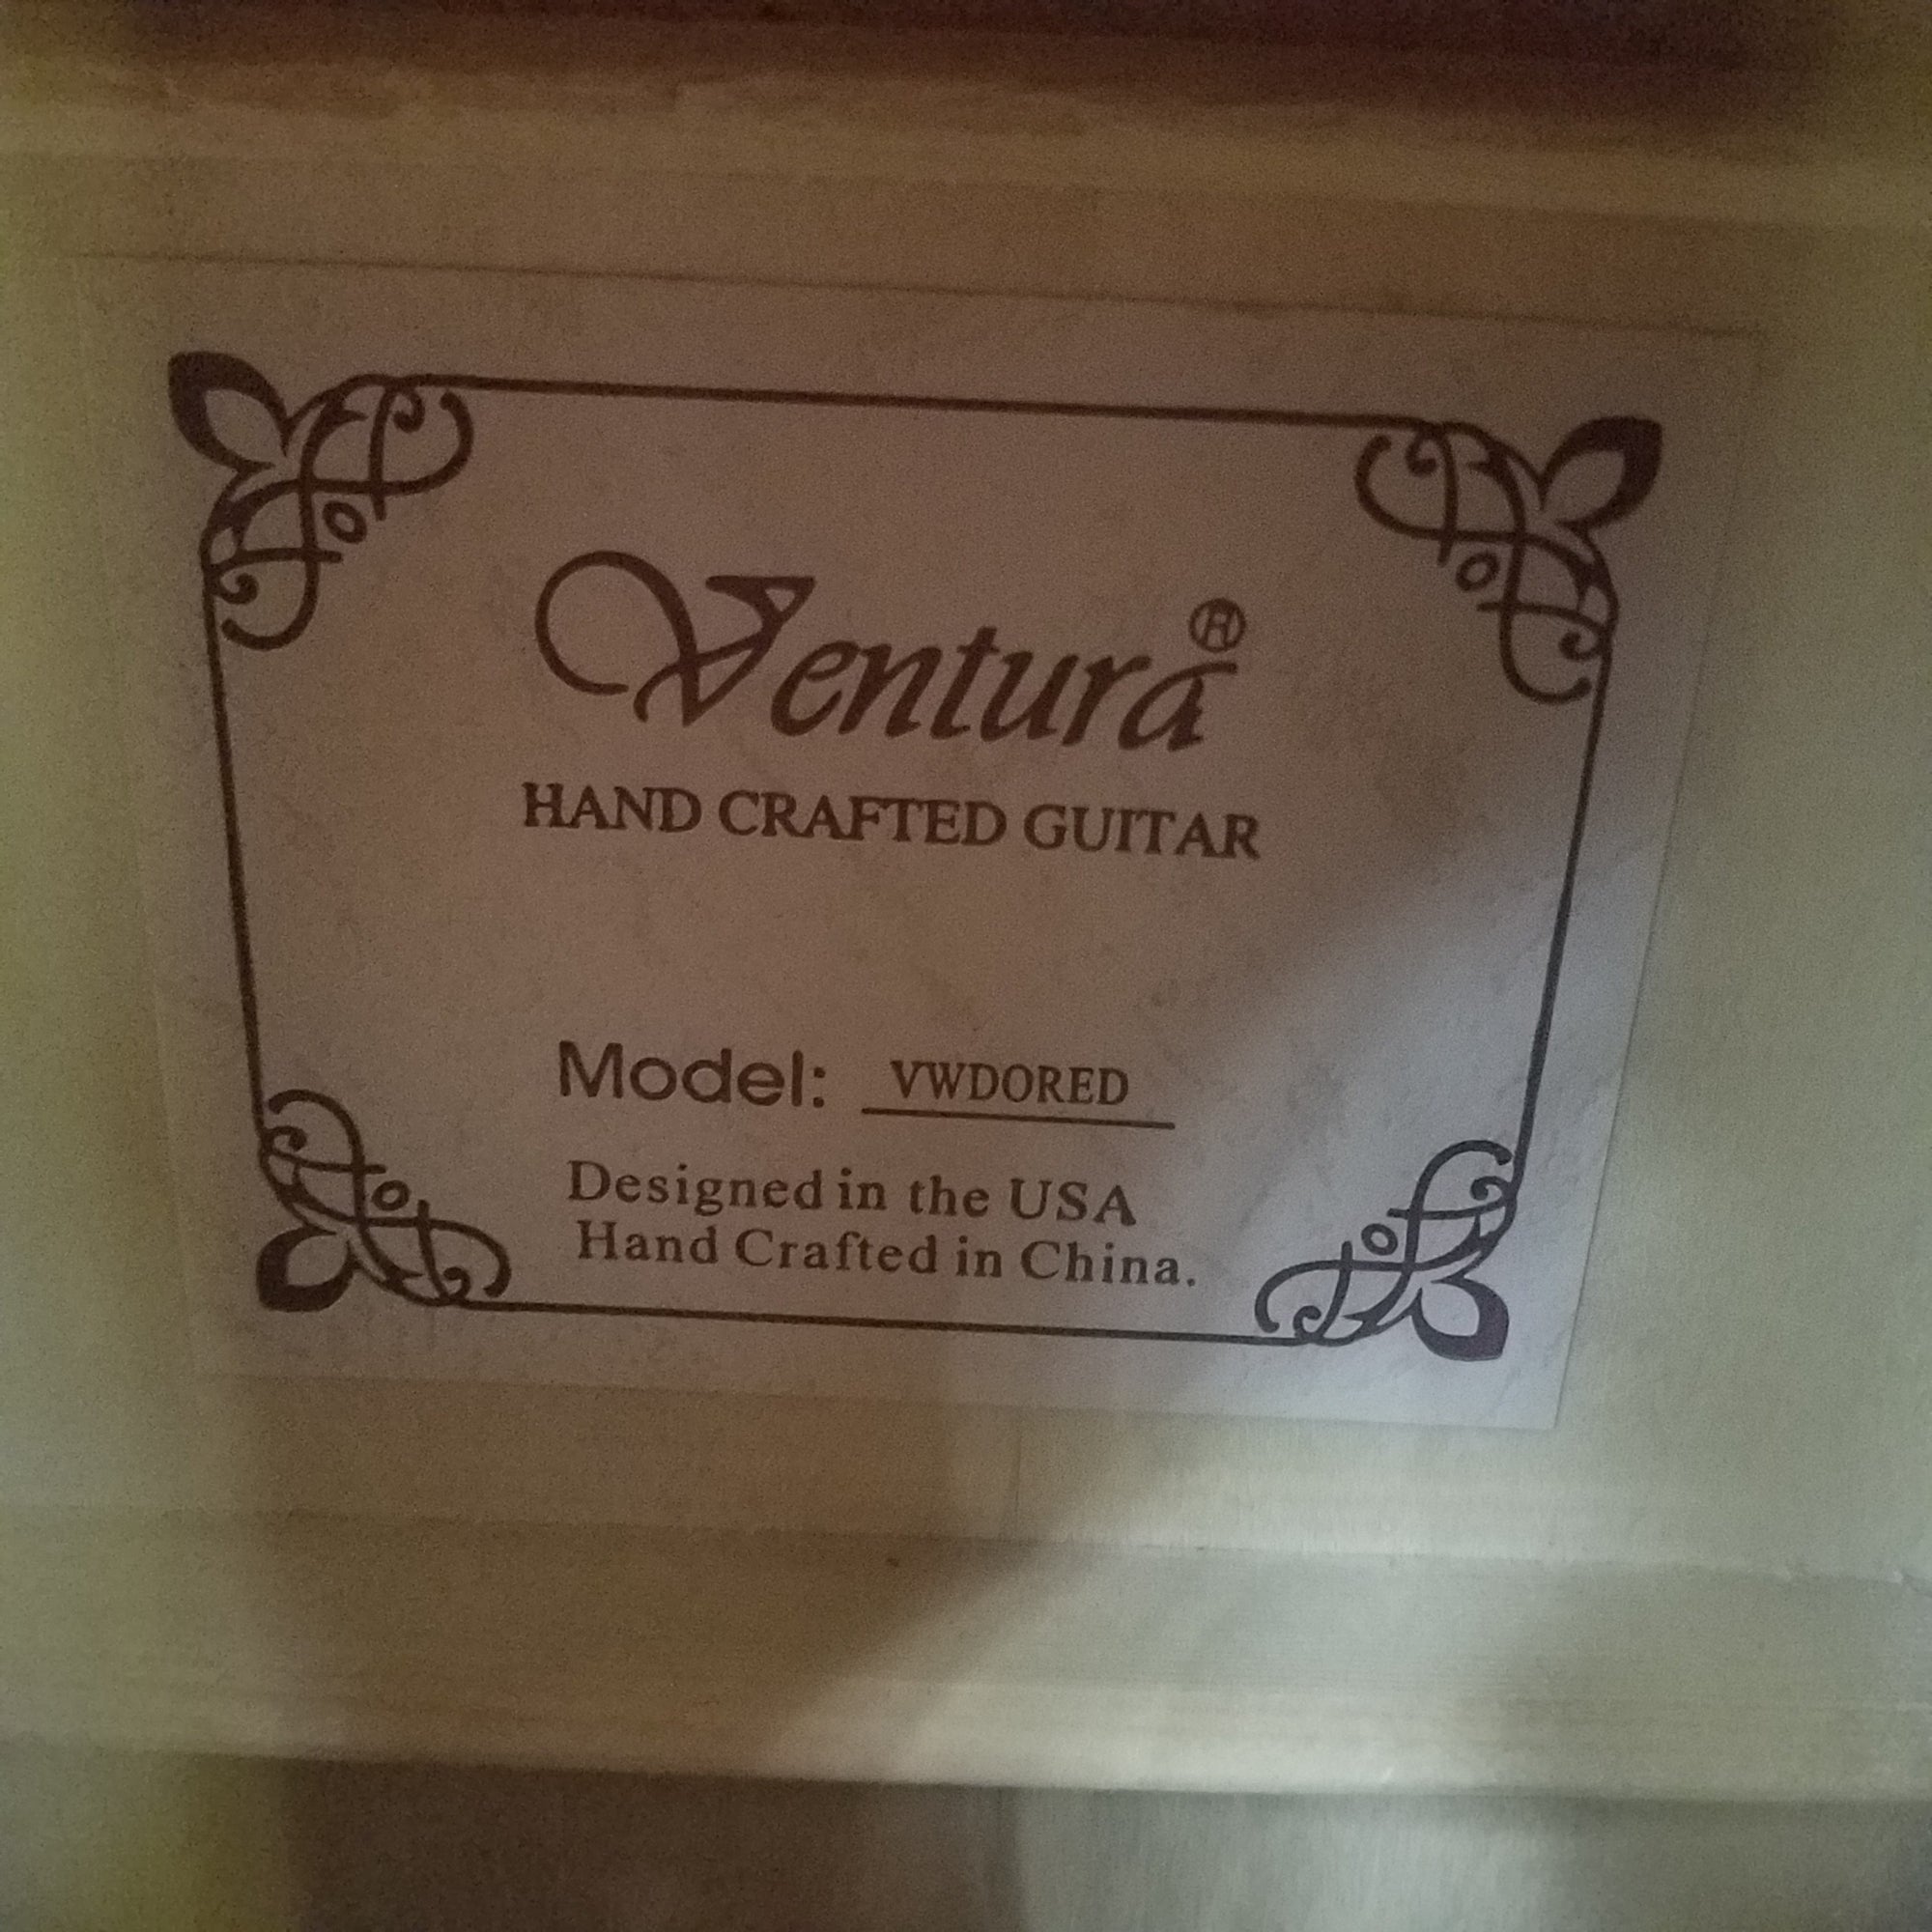 Ventura®
HAND CRAFTED GUITAR
Model: VWDORED
Designed in the USA
Hand Crafted in China.